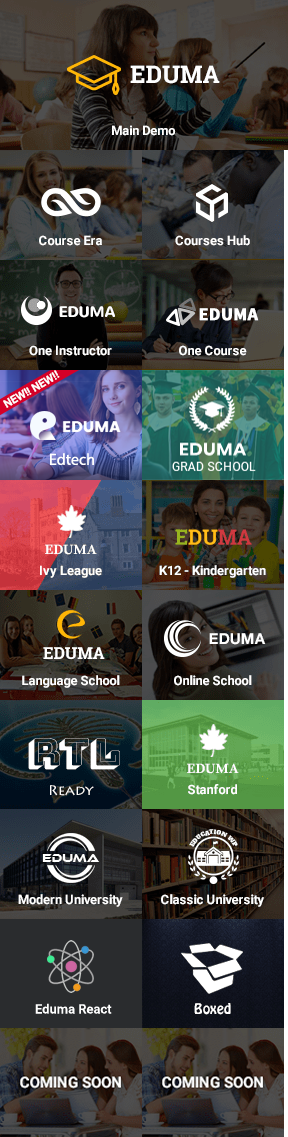 EDUMA
Main Demo
Course Era
Courses Hub
EDUMA
One Instructor
EDUMA
One Course
NEW!! NEW!!
EDUMA
Edtech
EDUMA
GRAD SCHOOL
EDUMA
Ivy League
EDUMA
K12 - Kindergarten
EDUMA
Language School
EDUMA
Online School
RTL
READY
EDUMA
Stanford
EDUMA
Modern University
EDUCATION WP
Classic University
Eduma React
Boxed
COMING SOON
COMING SOON